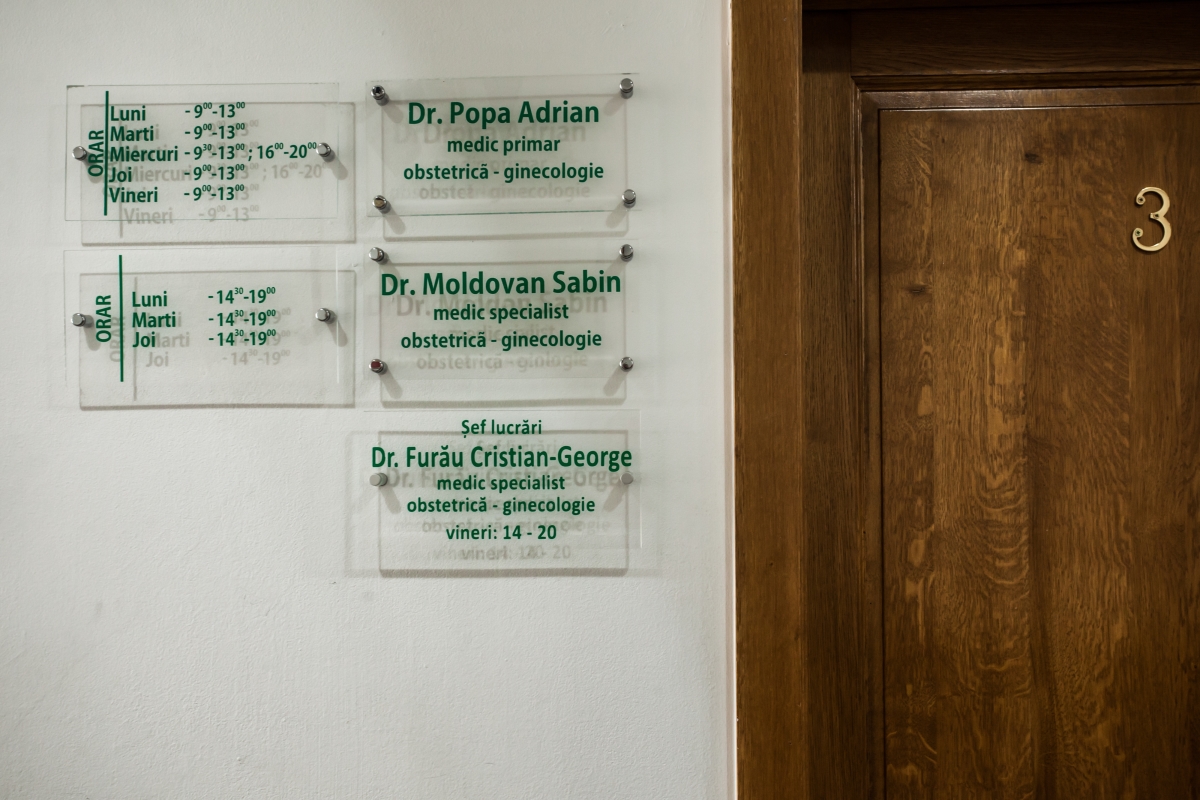 ORAR
Luni - 9⁰⁰-13⁰⁰
Marti - 9⁰⁰-13⁰⁰
Miercuri - 9³⁰-13⁰⁰; 16⁰⁰-20⁰⁰
Joi - 9⁰⁰-13⁰⁰
Vineri - 9⁰⁰-13⁰⁰
Dr. Popa Adrian
medic primar
obstetrică - ginecologie
ORAR
Luni - 14³⁰-19⁰⁰
Marti - 14³⁰-19⁰⁰
Joi - 14³⁰-19⁰⁰
Dr. Moldovan Sabin
medic specialist
obstetrică - ginecologie
Șef lucrări
Dr. Furău Cristian-George
medic specialist
obstetrică - ginecologie
vineri: 14 - 20
3